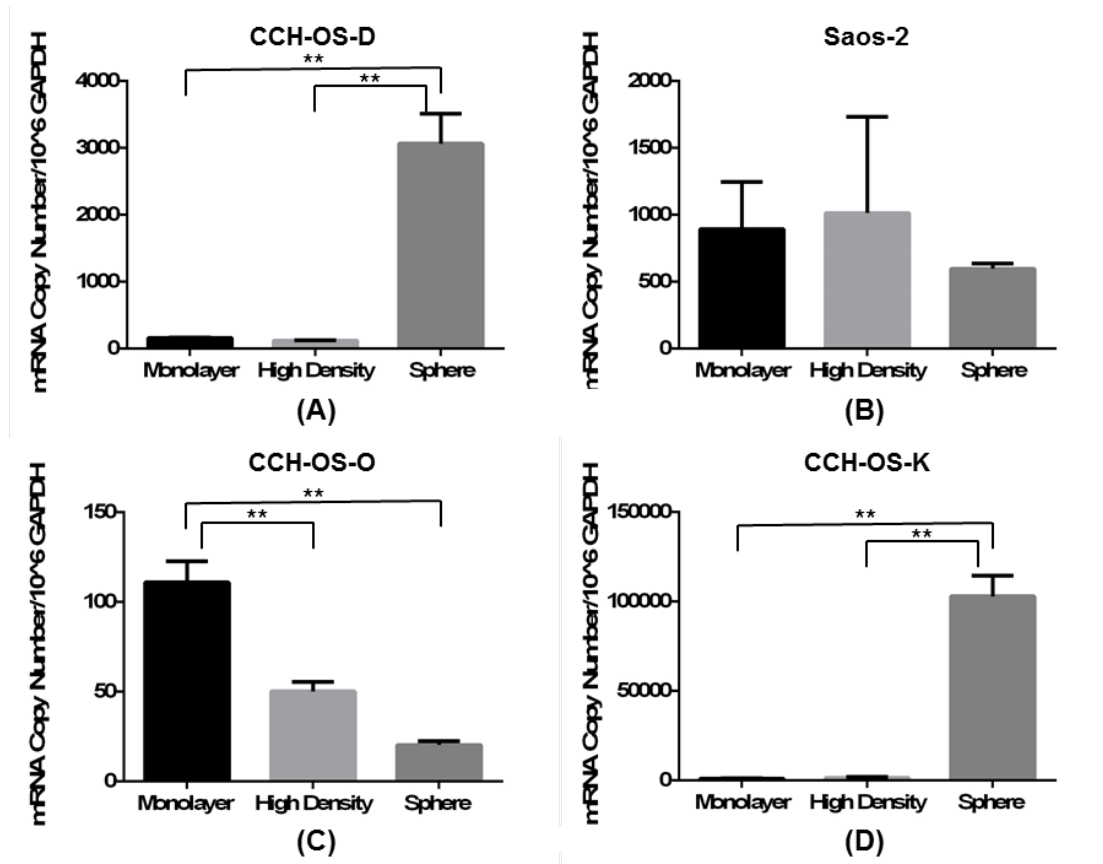 CCH-OS-D
**
**
mRNA Copy Number/10^6 GAPDH
4000
3000
2000
1000
0
Monolayer High Density Sphere
(A)
Saos-2
mRNA Copy Number/10^6 GAPDH
2000
1500
1000
500
0
Monolayer High Density Sphere
(B)
CCH-OS-O
**
**
mRNA Copy Number/10^6 GAPDH
150
100
50
0
Monolayer High Density Sphere
(C)
CCH-OS-K
**
**
mRNA Copy Number/10^6 GAPDH
150000
100000
50000
0
Monolayer High Density Sphere
(D)